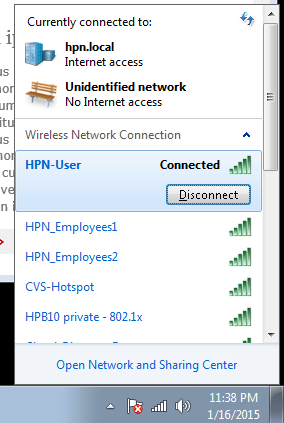 Currently connected to:
hpn.local
Internet access
Unidentified network
No Internet access
Wireless Network Connection
HPN-User Connected
Disconnect
HPN_Employees1
HPN_Employees2
CVS-Hotspot
HPB10 private - 802.1x
Open Network and Sharing Center
11:38 PM
1/16/2015